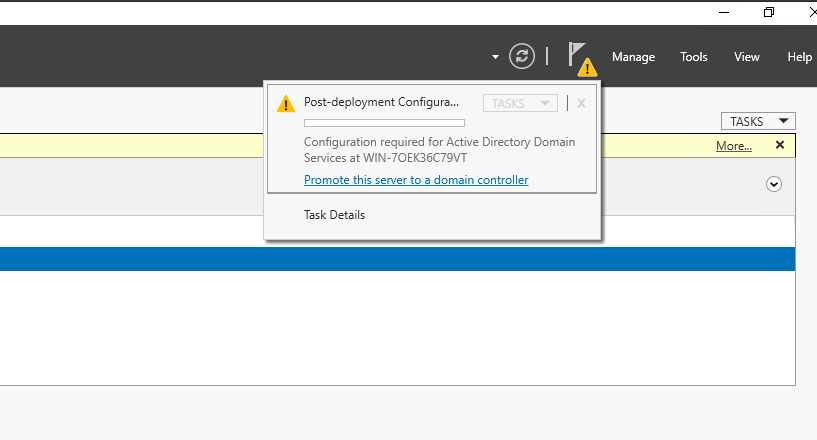 Manage Tools View Help
Post-deployment Configura... TASKS x
TASKS
Configuration required for Active Directory Domain
Services at WIN-7OEK36C79VT
More...
Promote this server to a domain controller
Task Details